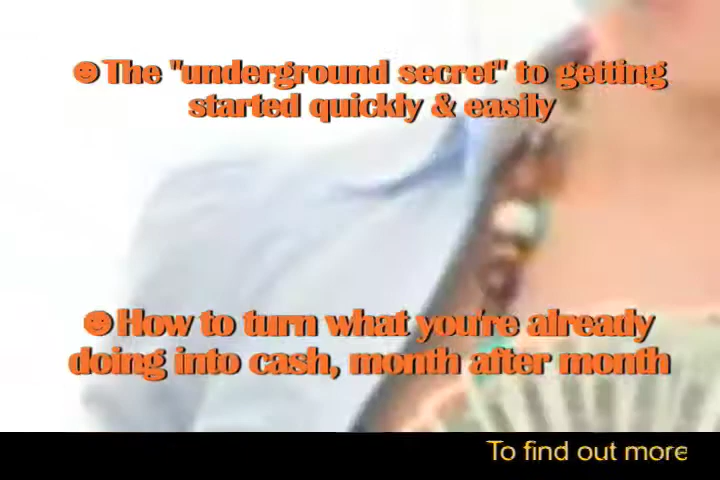 ☻The "underground secret" to getting
started quickly & easily
☻How to turn what you're already
doing into cash, month after month
To find out more